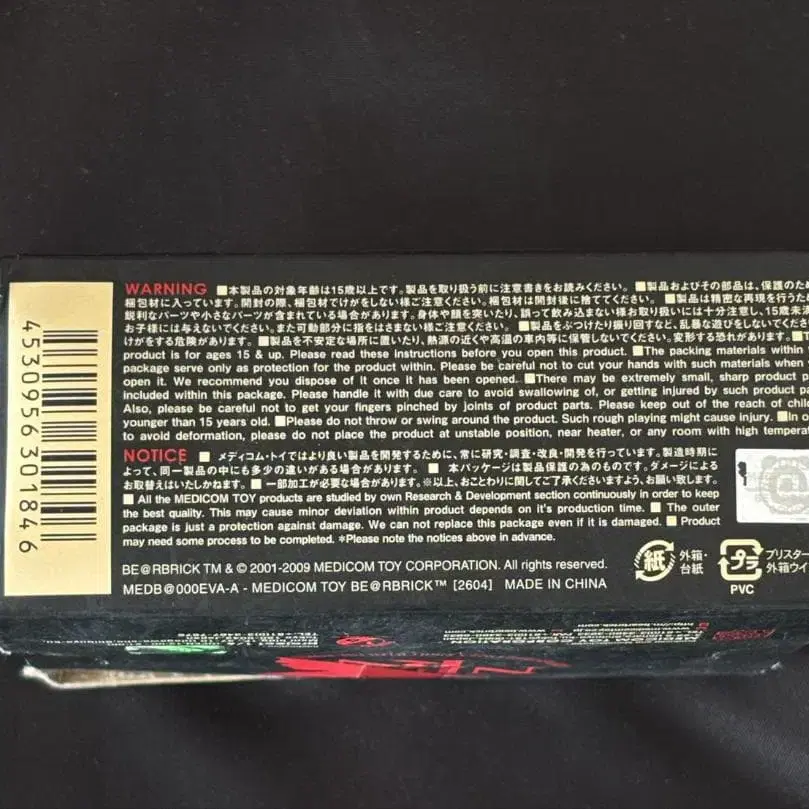 4530956301846
WARNING ■本製品の対象年齢は15歳以上です。製品を取り扱う前に注意書きをお読みください。 ■製品およびその部品は、保護のため
梱包材に入っています。開封の際、梱包材でけがをしない様ご注意ください。梱包材は開封後に捨ててください。 ■製品は精密な再現を行うため
鋭利なパーツや小さなパーツが含まれている場合があります。身体や顔を突いたり、誤って飲み込まない様お取り扱いには十分注意し、15歳未満
お子様には与えないでください。また可動部分に指をはさまない様ご注意ください。 ■製品をぶつけたり振り回すなど、乱暴な遊びをしないでくださ
けがをする危険があります。 ■製品を不安定な場所に置いたり、熱源の近くや高温の車内等に保管しないでください。変形する恐れがあります。 ■T
product is for ages 15 & up. Please read these instructions before you open this product. ■The packing materials within
package serve only as protection for the product within. Please be careful not to cut your hands with such materials when
open it. We recommend you dispose of it once it has been opened. ■There may be extremely small, sharp product p
included within this package. Please handle it with due care to avoid swallowing of, or getting injured by such product pa
Also, please be careful not to get your fingers pinched by joints of product parts. Please keep out of the reach of child
younger than 15 years old. ■Please do not throw or swing around the product. Such rough playing might cause injury. ■In o
to avoid deformation, please do not place the product at unstable position, near heater, or any room with high temperat
NOTICE ■ メディコム・トイではより良い製品を開発するために、常に研究・調査・改良・開発を行っています。製造時期に
よって、同一製品の中にも多少の違いがある場合があります。 ■ 本パッケージは製品保護の為のものです。ダメージによる
お取替えはいたしかねます。 ■ 一部加工が必要な場合があります。※以上、おことわりに関してご了承くださいますよう、お願い致します。
■ All the MEDICOM TOY products are studied by own Research & Development section continuously in order to keep
the best quality. This may cause minor deviation within product depends on it's production time. ■ The outer
package is just a protection against damage. We can not replace this package even if it is damaged. ■ Product
may need some process to be completed. *Please note the notices above in advance.
BE@RBRICK TM & © 2001-2009 MEDICOM TOY CORPORATION. All rights reserved.
MEDB@000EVA-A - MEDICOM TOY BE@RBRICK™ [2604] MADE IN CHINA
紙 外箱・
台紙
プラ ブリスター
外箱ウイ
PVC